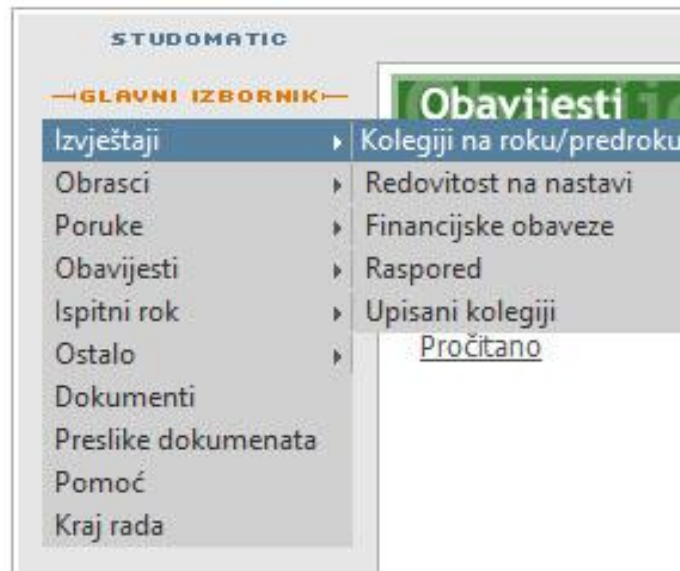 STUDOMATIC
GLAVNI IZBORNIK
Obavijesti
Izvještaji
Kolegiji na roku/predroku
Obrasci
Redovitost na nastavi
Poruke
Financijske obaveze
Obavijesti
Raspored
Ispitni rok
Upisani kolegiji
Ostalo
Pročitano
Dokumenti
Preslike dokumenata
Pomoć
Kraj rada